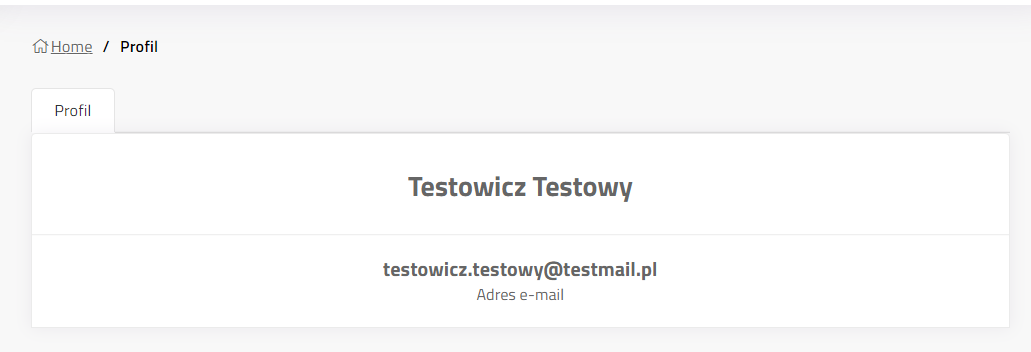 Home / Profil
Profil
Testowicz Testowy
testowicz.testowy@testmail.pl
Adres e-mail